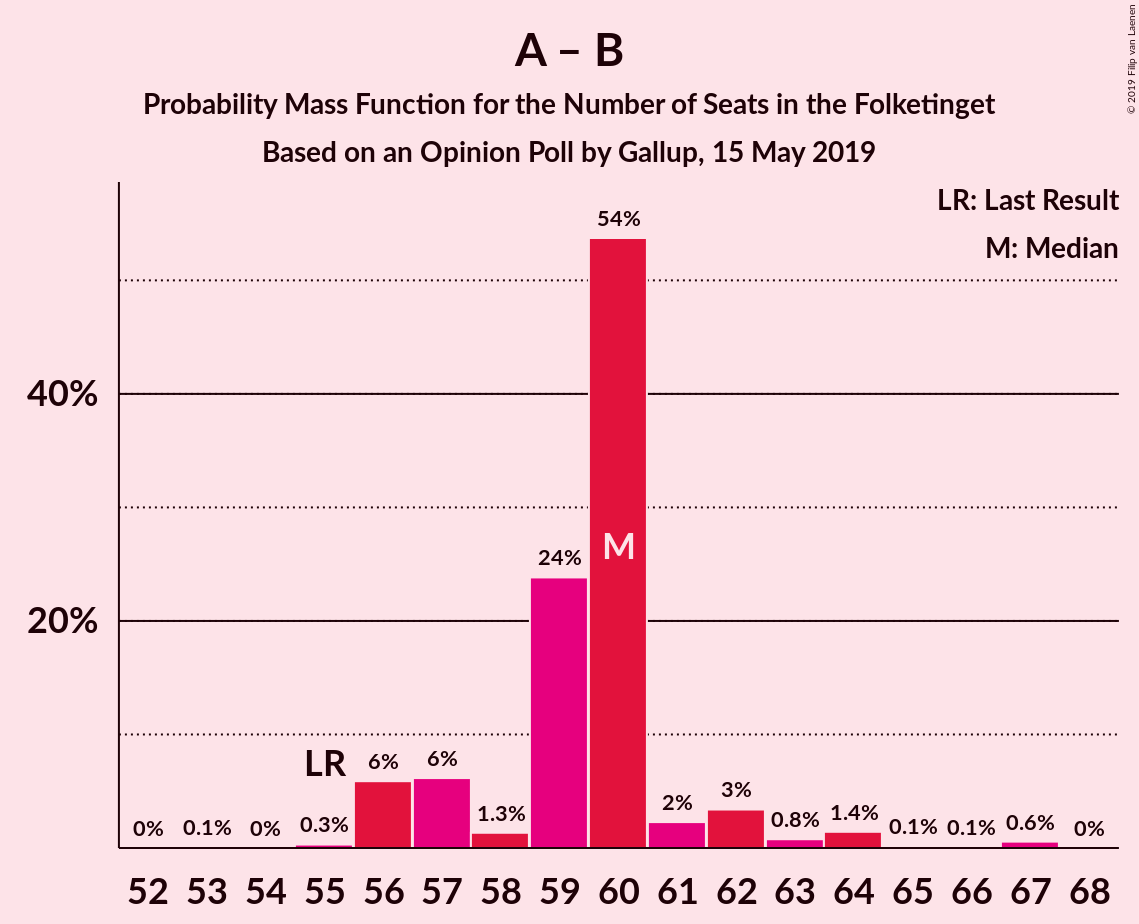 A – B
Probability Mass Function for the Number of Seats in the Folketinget
Based on an Opinion Poll by Gallup, 15 May 2019
© 2019 Filip van Laenen
LR: Last Result
M: Median
40%
20%
0%
0.1%
0%
0.3%
LR
6%
6%
1.3%
24%
54%
M
2%
3%
0.8%
1.4%
0.1%
0.1%
0.6%
0%
52 53 54 55 56 57 58 59 60 61 62 63 64 65 66 67 68